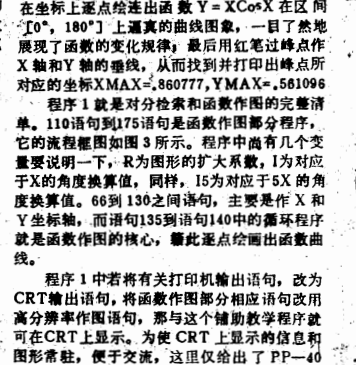 在坐标上逐点绘连出函数Y=XCosX在区间
[0°,180°]上逼真的曲线图象,一目了然地
展现了函数的变化规律;最后用红笔过峰点作
X轴和Y轴的垂线,从而找到并打印出峰点所
对应的坐标XMAX=.860777,YMAX=.561096
程序1就是对分检索和函数作图的完整清
单。110语句到175语句是函数作图部分程序,
它的流程框图如图3所示。程序中尚有几个变
量要说明一下,R为图形的扩大系数,I为对应
于X的角度换算值,同样,I5为对应于5X的角
度换算值。66到130之间语句,主要是作X和
Y坐标轴,而语句135到语句140中的循环程序
就是函数作图的核心,藉此逐点绘画出函数曲
线。
程序1中若将有关打印机输出语句,改为
CRT输出语句,将函数作图部分相应语句改用
高分辨率作图语句,那与这个辅助教学程序就
可在CRT上显示。为使CRT上显示的信息和
图形常驻,便于交流,这里仅给出了PP—40